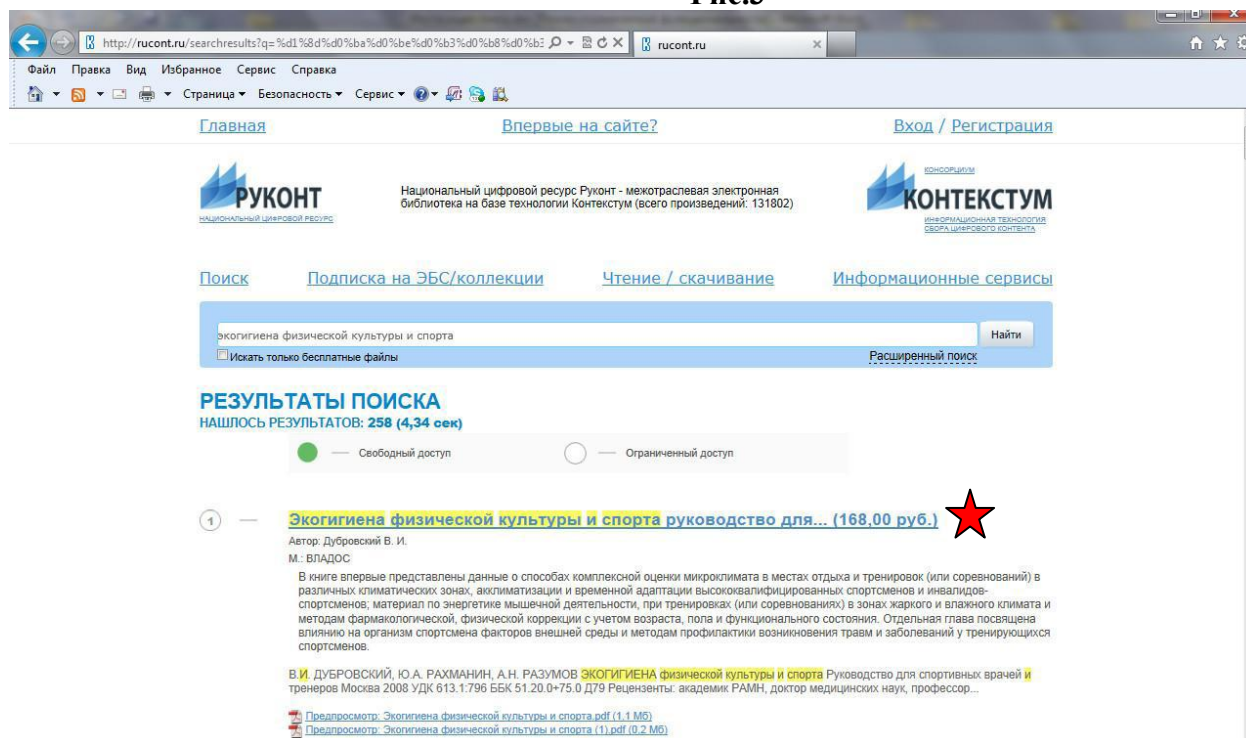 http://rucont.ru/searchresults?q=%d1%8d%d0%ba%d0%be%d0%b3%d0%b8%d0%b3
rucont.ru
Файл Правка Вид Избранное Сервис Справка
Страница Безопасность Сервис
Главная Впервые на сайте? Вход / Регистрация
РУКОНТ
НАЦИОНАЛЬНЫЙ ЦИФРОВОЙ РЕСУРС
Национальный цифровой ресурс Руконт - межотраслевая электронная
библиотека на базе технологии Контекстум (всего произведений: 131802)
КОНСОРЦИУМ
КОНТЕКСТУМ
ИНФОРМАЦИОННАЯ ТЕХНОЛОГИЯ
СБОРА ЦИФРОВОГО КОНТЕНТА
Поиск Подписка на ЭБС/коллекции Чтение / скачивание Информационные сервисы
экогигиена физической культуры и спорта Найти
Искать только бесплатные файлы Расширенный поиск
РЕЗУЛЬТАТЫ ПОИСКА
НАШЛОСЬ РЕЗУЛЬТАТОВ: 258 (4,34 сек)
— Свободный доступ — Ограниченный доступ
1 — Экогигиена физической культуры и спорта руководство для... (168,00 руб.)
Автор: Дубровский В. И.
М.: ВЛАДОС
В книге впервые представлены данные о способах комплексной оценки микроклимата в местах отдыха и тренировок (или соревнований) в
различных климатических зонах, акклиматизации и временной адаптации высококвалифицированных спортсменов и инвалидов-
спортсменов; материал по энергетике мышечной деятельности, при тренировках (или соревнованиях) в зонах жаркого и влажного климата и
методам фармакологической, физической коррекции с учетом возраста, пола и функционального состояния. Отдельная глава посвящена
влиянию на организм спортсмена факторов внешней среды и методам профилактики возникновения травм и заболеваний у тренирующихся
спортсменов.
В.И. ДУБРОВСКИЙ, Ю.А. РАХМАНИН, А.Н. РАЗУМОВ ЭКОГИГИЕНА физической культуры и спорта Руководство для спортивных врачей и
тренеров Москва 2008 УДК 613.1:796 ББК 51.20.0+75.0 Д79 Рецензенты: академик РАМН, доктор медицинских наук, профессор...
Предпросмотр: Экогигиена физической культуры и спорта.pdf (1.1 Мб)
Предпросмотр: Экогигиена физической культуры и спорта (1).pdf (0.2 Мб)